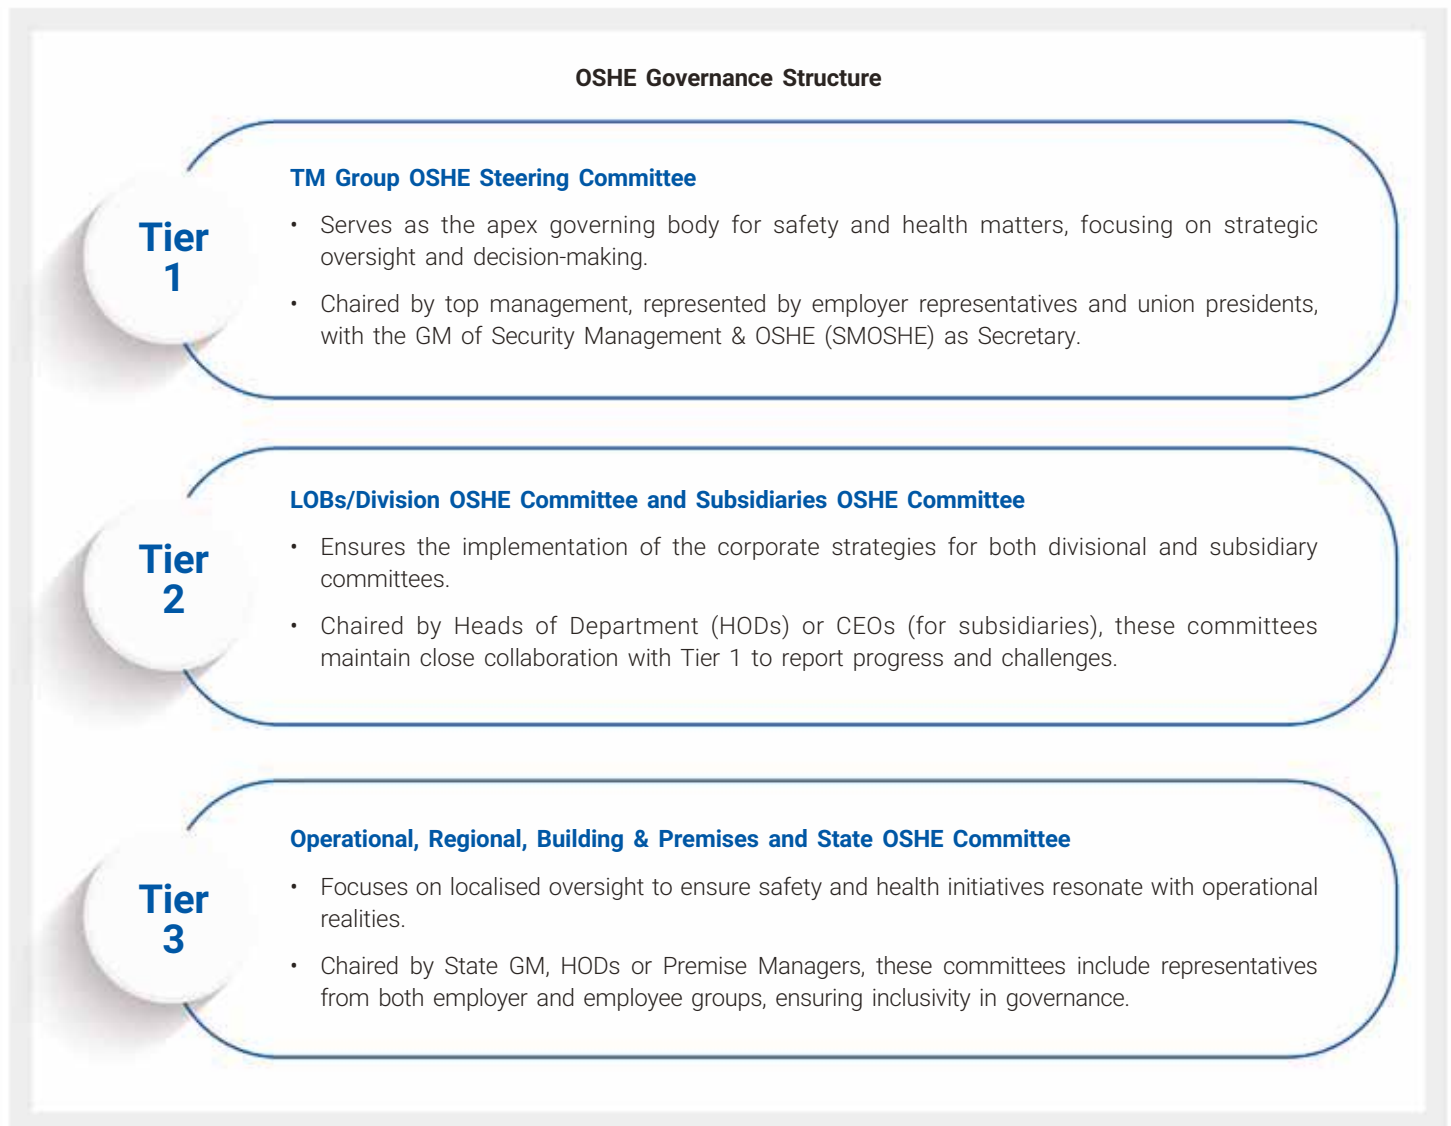 OSHE Governance Structure
Tier
1
TM Group OSHE Steering Committee
• Serves as the apex governing body for safety and health matters, focusing on strategic
oversight and decision-making.
• Chaired by top management, represented by employer representatives and union presidents,
with the GM of Security Management & OSHE (SMOSHE) as Secretary.
Tier
2
LOBs/Division OSHE Committee and Subsidiaries OSHE Committee
• Ensures the implementation of the corporate strategies for both divisional and subsidiary
committees.
• Chaired by Heads of Department (HODs) or CEOs (for subsidiaries), these committees
maintain close collaboration with Tier 1 to report progress and challenges.
Tier
3
Operational, Regional, Building & Premises and State OSHE Committee
• Focuses on localised oversight to ensure safety and health initiatives resonate with operational
realities.
• Chaired by State GM, HODs or Premise Managers, these committees include representatives
from both employer and employee groups, ensuring inclusivity in governance.